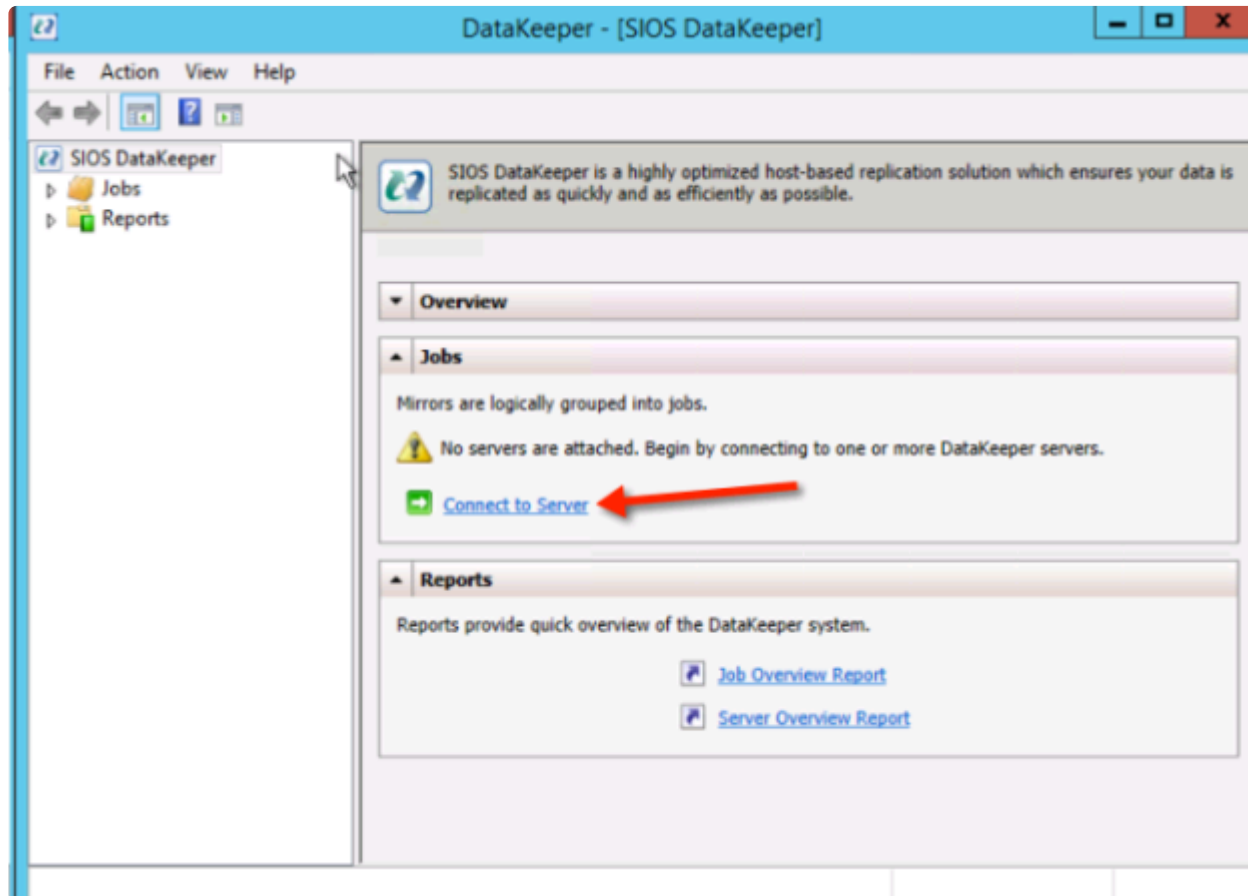 DataKeeper - [SIOS DataKeeper]
File Action View Help
SIOS DataKeeper
Jobs
Reports
SIOS DataKeeper is a highly optimized host-based replication solution which ensures your data is
replicated as quickly and as efficiently as possible.
Overview
Jobs
Mirrors are logically grouped into jobs.
No servers are attached. Begin by connecting to one or more DataKeeper servers.
Connect to Server
Reports
Reports provide quick overview of the DataKeeper system.
Job Overview Report
Server Overview Report